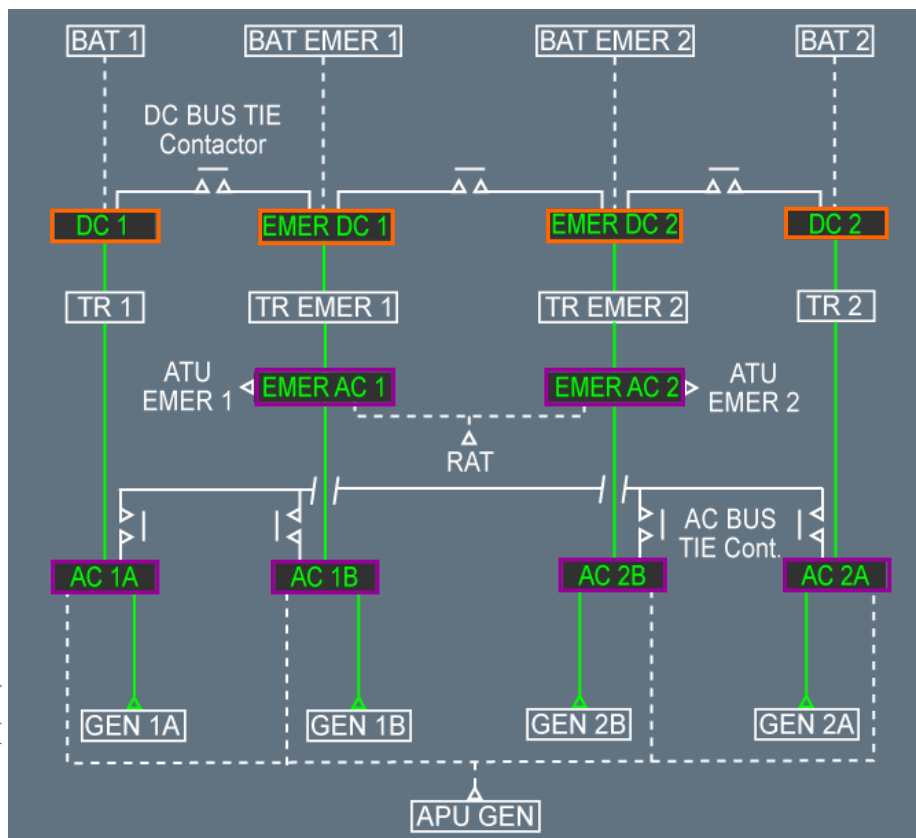 BAT 1
BAT EMER 1
BAT EMER 2
BAT 2
DC BUS TIE
Contactor
DC 1
EMER DC 1
EMER DC 2
DC 2
TR 1
TR EMER 1
TR EMER 2
TR 2
ATU
EMER 1
EMER AC 1
EMER AC 2
ATU
EMER 2
RAT
AC BUS
TIE Cont.
AC 1A
AC 1B
AC 2B
AC 2A
GEN 1A
GEN 1B
GEN 2B
GEN 2A
APU GEN